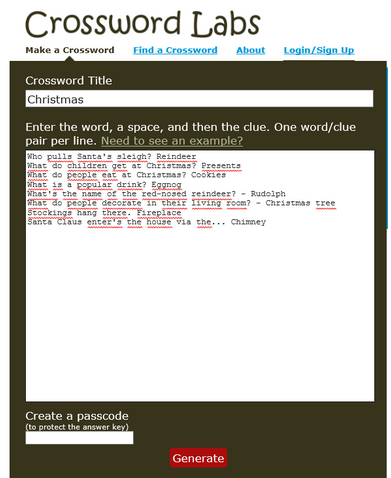 Crossword Labs
Make a Crossword Find a Crossword About Login/Sign Up
Crossword Title
Christmas
Enter the word, a space, and then the clue. One word/clue
pair per line. Need to see an example?
Who pulls Santa's sleigh? Reindeer
What do children get at Christmas? Presents
What do people eat at Christmas? Cookies
What is a popular drink? Eggnog
What's the name of the red-nosed reindeer? - Rudolph
What do people decorate in their living room? - Christmas tree
Stockings hang there. Fireplace
Santa Claus enter's the house via the... Chimney
Create a passcode
(to protect the answer key)
Generate